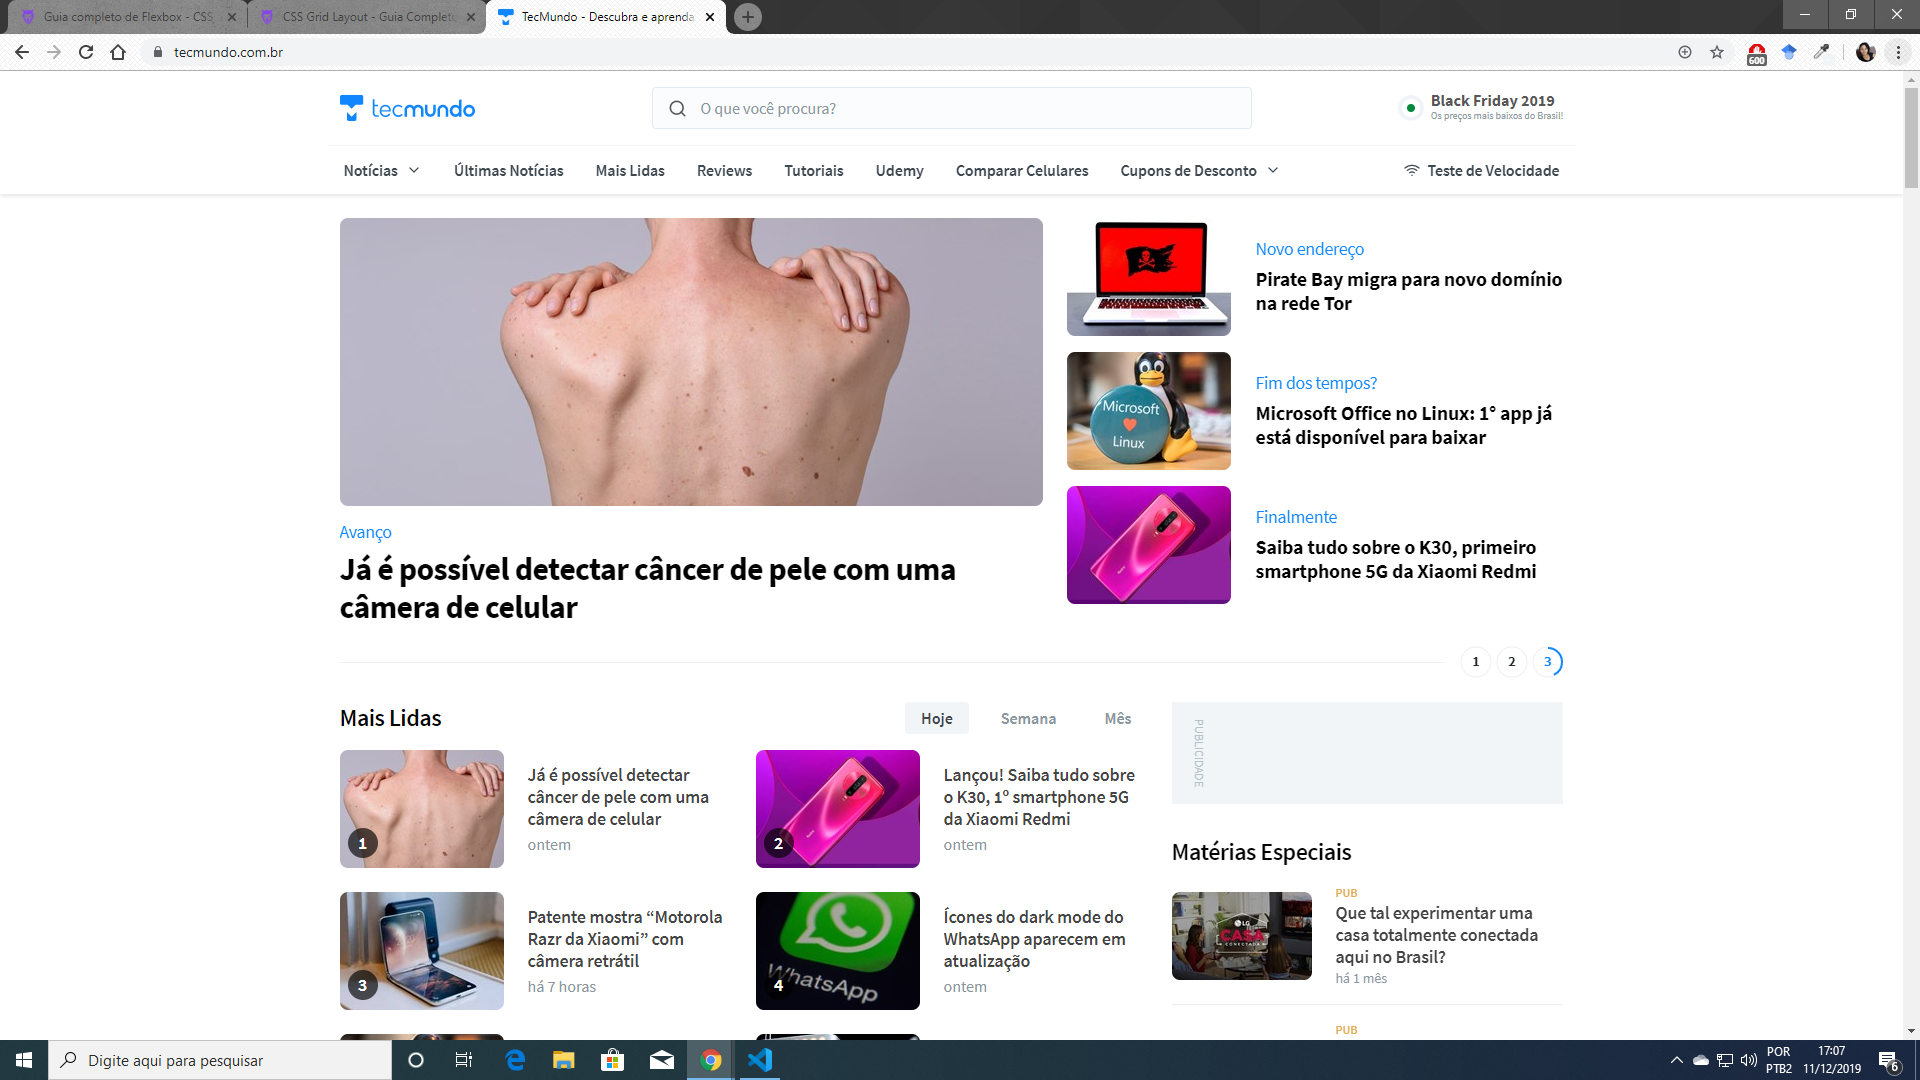 Guia completo de Flexbox - CSS
CSS Grid Layout - Guia Complet
TecMundo - Descubra e aprenda
tecmundo.com.br
600
tecmundo
O que você procura?
Black Friday 2019
Os preços mais baixos do Brasil!
Notícias
Últimas Notícias
Mais Lidas
Reviews
Tutoriais
Udemy
Comparar Celulares
Cupons de Desconto
Teste de Velocidade
Avanço
Já é possível detectar câncer de pele com uma
câmera de celular
Novo endereço
Pirate Bay migra para novo domínio
na rede Tor
Microsoft
Linux
Fim dos tempos?
Microsoft Office no Linux: 1° app já
está disponível para baixar
Finalmente
Saiba tudo sobre o K30, primeiro
smartphone 5G da Xiaomi Redmi
1
2
3
Mais Lidas
Hoje
Semana
Mês
1
Já é possível detectar
câncer de pele com uma
câmera de celular
ontem
2
Lançou! Saiba tudo sobre
o K30, 1º smartphone 5G
da Xiaomi Redmi
ontem
3
Patente mostra “Motorola
Razr da Xiaomi” com
câmera retrátil
há 7 horas
WhatsApp
4
Ícones do dark mode do
WhatsApp aparecem em
atualização
ontem
PUBLICIDADE
Matérias Especiais
LG
CASA
CONECTADA
PUB
Que tal experimentar uma
casa totalmente conectada
aqui no Brasil?
há 1 mês
PUB
Digite aqui para pesquisar
POR
PTB2
17:07
11/12/2019
6